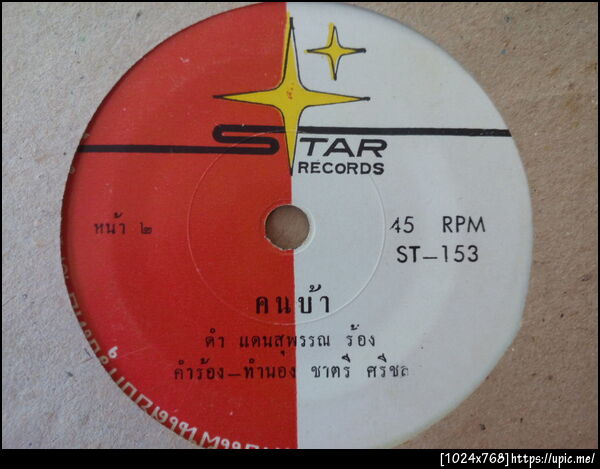 STAR
RECORDS
หน้า ๒
45 RPM
ST-153
คนบ้า
ดำ แดนสุพรรณ ร้อง
คำร้อง-ทำนอง ชาตรี ศรีชล
[1024x768]https://upic.me/